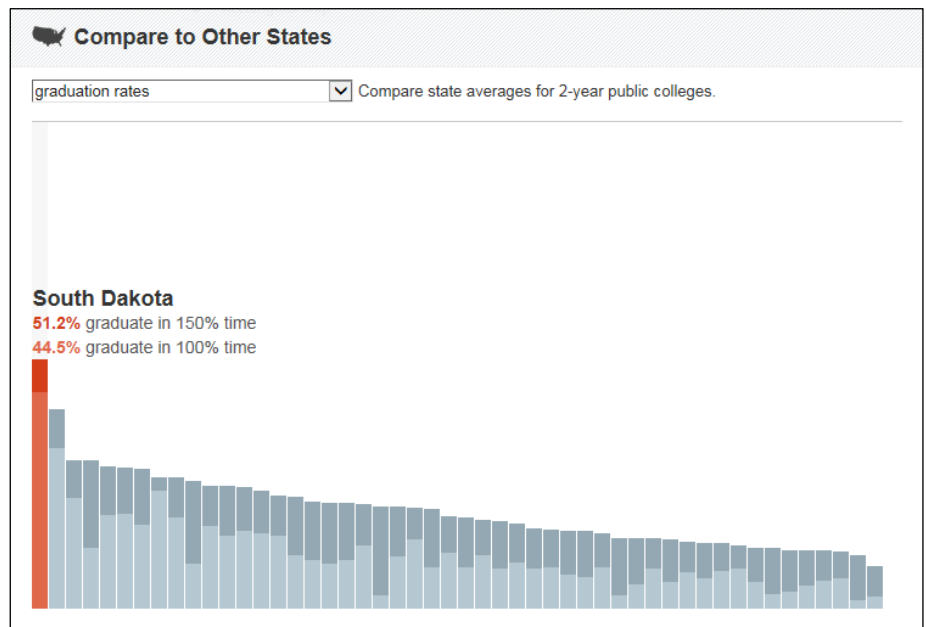 Compare to Other States
graduation rates Compare state averages for 2-year public colleges.
South Dakota
51.2% graduate in 150% time
44.5% graduate in 100% time